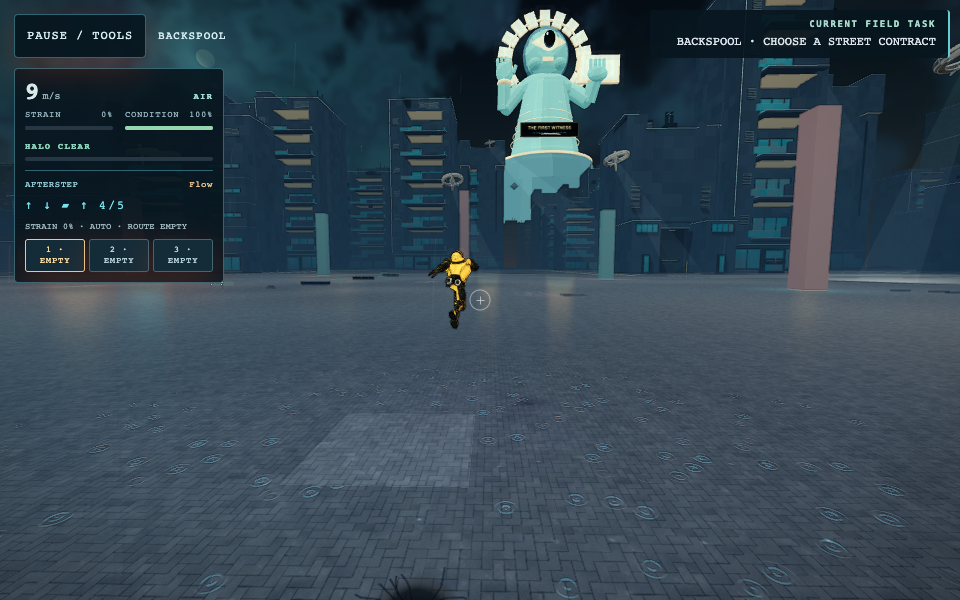 PAUSE / TOOLS
BACKSPOOL
CURRENT FIELD TASK
BACKSPOOL · CHOOSE A STREET CONTRACT
9 m/s
AIR
STRAIN 0%
CONDITION 100%
HALO CLEAR
AFTERSTEP
Flow
↑ ↓ ▰ ↑ 4/5
STRAIN 0% · AUTO · ROUTE EMPTY
1 · EMPTY
2 · EMPTY
3 · EMPTY
THE FIRST WITNESS